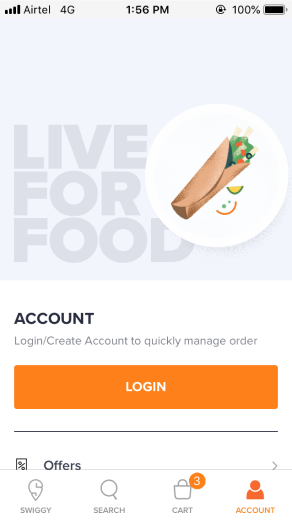 Airtel 4G 1:56 PM 100%
LIVE
FOR
FOOD
ACCOUNT
Login/Create Account to quickly manage order
LOGIN
Offers
3
SWIGGY SEARCH CART ACCOUNT